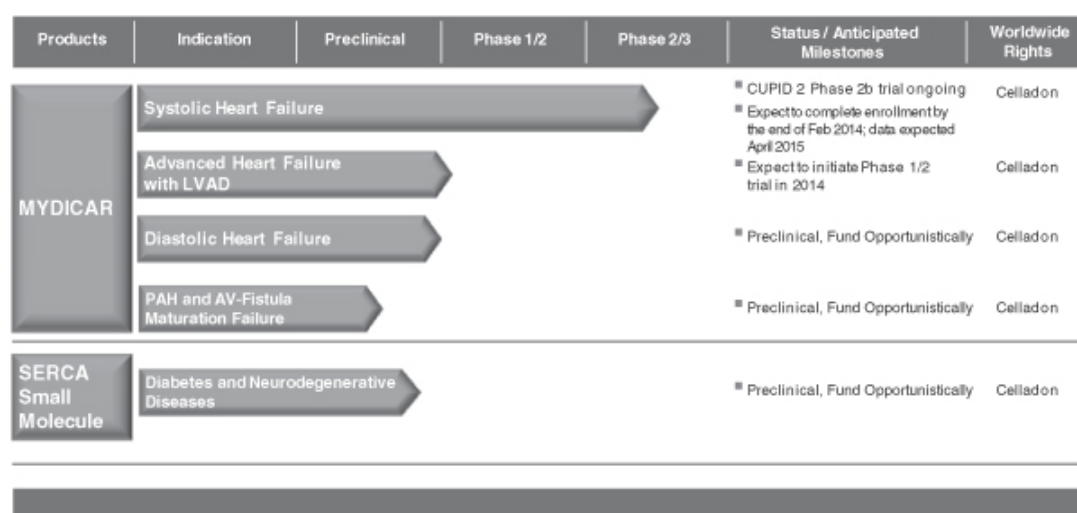 Products
Indication
Preclinical
Phase 1/2
Phase 2/3
Status / Anticipated
Milestones
Worldwide
Rights
MYDICAR
Systolic Heart Failure
CUPID 2 Phase 2b trial ongoing
Expect to complete enrollment by
the end of Feb 2014; data expected
April 2015
Celladon
Advanced Heart Failure
with LVAD
Expect to initiate Phase 1/2
trial in 2014
Celladon
Diastolic Heart Failure
Preclinical, Fund Opportunistically
Celladon
PAH and AV-Fistula
Maturation Failure
Preclinical, Fund Opportunistically
Celladon
SERCA
Small
Molecule
Diabetes and Neurodegenerative
Diseases
Preclinical, Fund Opportunistically
Celladon